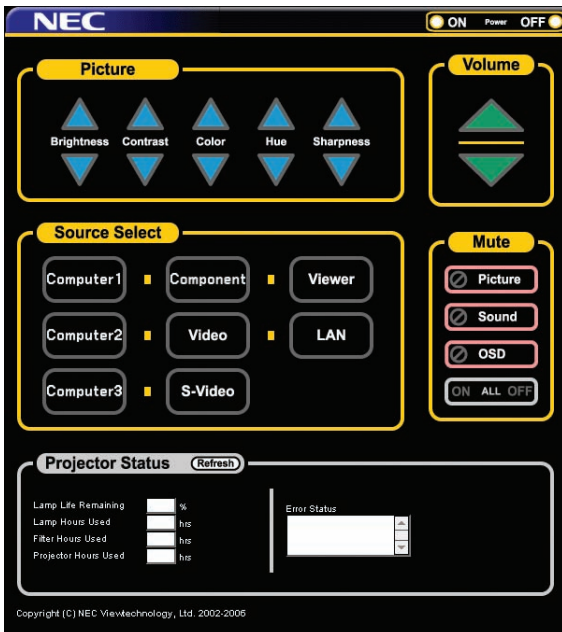 NEC
ON Power OFF
Picture
Brightness Contrast Color Hue Sharpness
Volume
Source Select
Computer1 Component Viewer
Computer2 Video LAN
Computer3 S-Video
Mute
Picture
Sound
OSD
ON ALL OFF
Projector Status Refresh
Lamp Life Remaining %
Lamp Hours Used hrs
Filter Hours Used hrs
Projector Hours Used hrs
Error Status
Copyright (C) NEC Viewtechnology, Ltd. 2002-2005